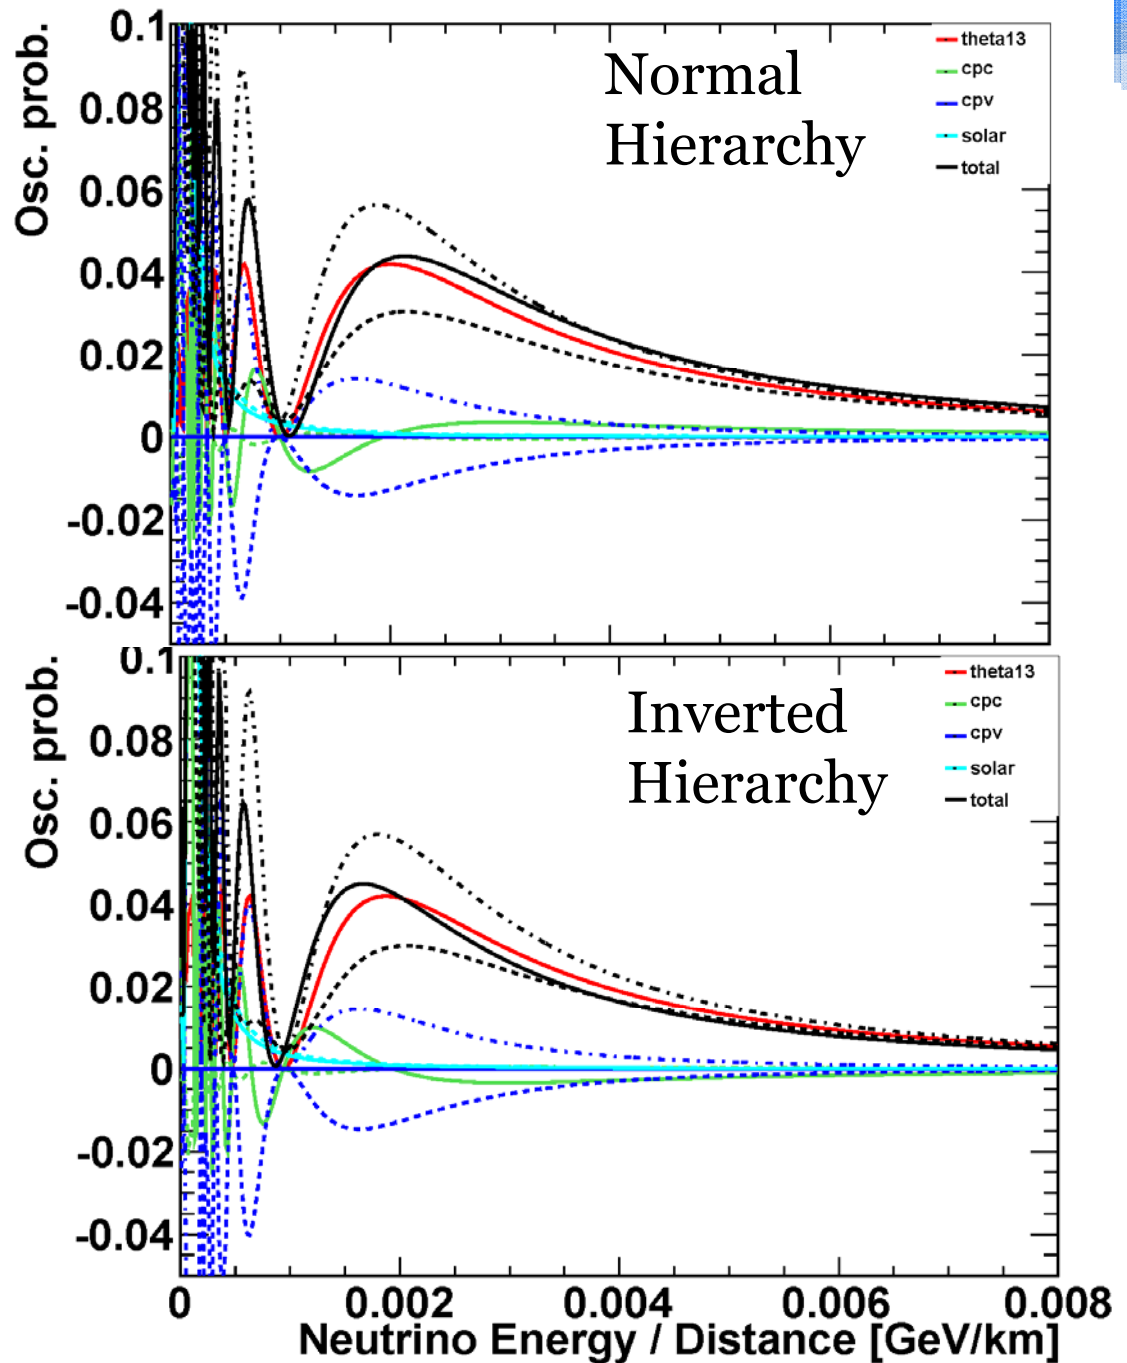 0.1
Osc. prob.
Normal
Hierarchy
theta13
cpc
cpv
solar
total
0.08
0.06
0.04
0.02
0
-0.02
-0.04
0.1
Osc. prob.
Inverted
Hierarchy
theta13
cpc
cpv
solar
total
0.08
0.06
0.04
0.02
0
-0.02
-0.04
0 0.002 0.004 0.006 0.008
Neutrino Energy / Distance [GeV/km]